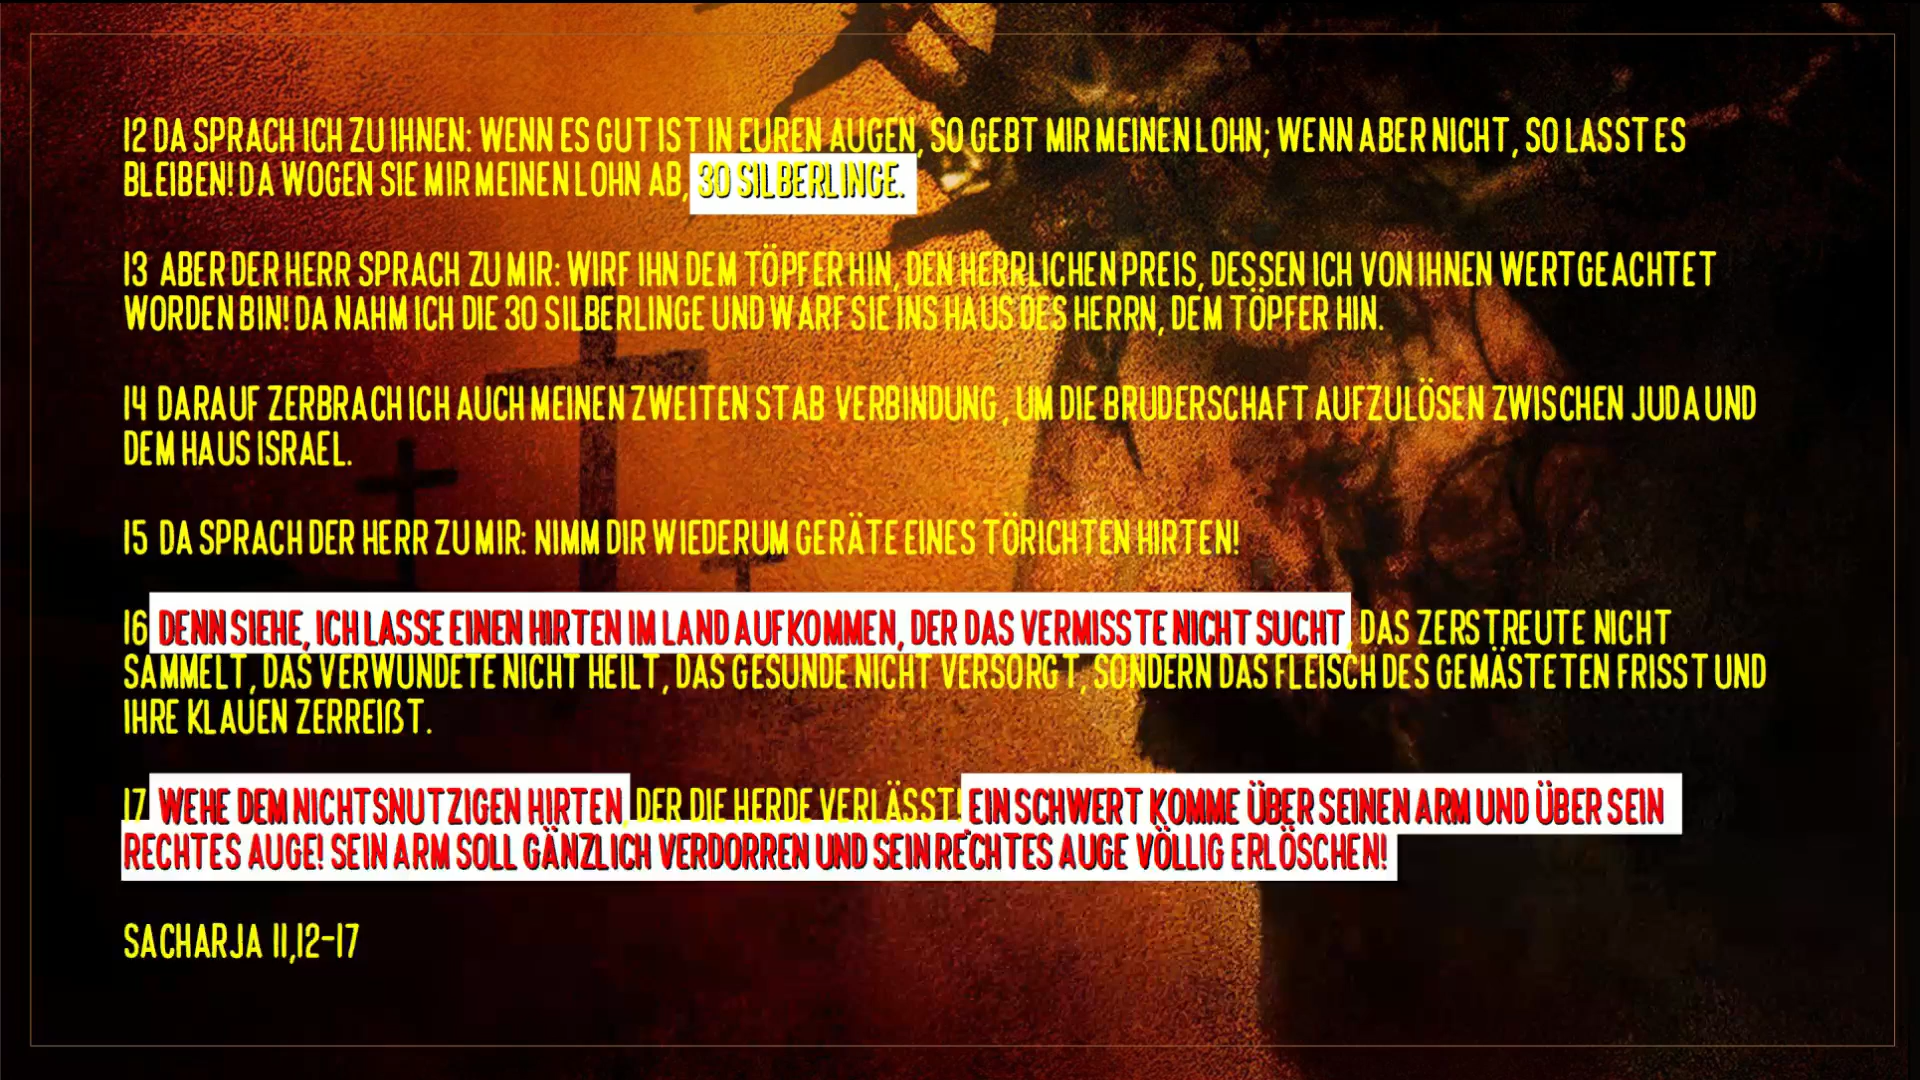 12 DA SPRACH ICH ZU IHNEN: WENN ES GUT IST IN EUREN AUGEN, SO GEBT MIR MEINEN LOHN; WENN ABER NICHT, SO LASST ES
BLEIBEN! DA WOGEN SIE MIR MEINEN LOHN AB, 30 SILBERLINGE.
13 ABER DER HERR SPRACH ZU MIR: WIRF IHN DEM TÖPFER HIN, DEN HERRLICHEN PREIS, DESSEN ICH VON IHNEN WERTGEACHTET
WORDEN BIN! DA NAHM ICH DIE 30 SILBERLINGE UND WARF SIE INS HAUS DES HERRN, DEM TÖPFER HIN.
14 DARAUF ZERBRACH ICH AUCH MEINEN ZWEITEN STAB VERBINDUNG, UM DIE BRUDERSCHAFT AUFZULÖSEN ZWISCHEN JUDA UND
DEM HAUS ISRAEL.
15 DA SPRACH DER HERR ZU MIR: NIMM DIR WIEDERUM GERÄTE EINES TÖRICHTEN HIRTEN!
16 DENN SIEHE, ICH LASSE EINEN HIRTEN IM LAND AUFKOMMEN, DER DAS VERMISSTE NICHT SUCHT, DAS ZERSTREUTE NICHT
SAMMELT, DAS VERWUNDETE NICHT HEILT, DAS GESUNDE NICHT VERSORGT, SONDERN DAS FLEISCH DES GEMÄSTETEN FRISST UND
IHRE KLAUEN ZERREIßT.
17 WEHE DEM NICHTSNUTZIGEN HIRTEN, DER DIE HERDE VERLÄSST! EIN SCHWERT KOMME ÜBER SEINEN ARM UND ÜBER SEIN
RECHTES AUGE! SEIN ARM SOLL GÄNZLICH VERDORREN UND SEIN RECHTES AUGE VÖLLIG ERLÖSCHEN!
SACHARJA 11,12-17